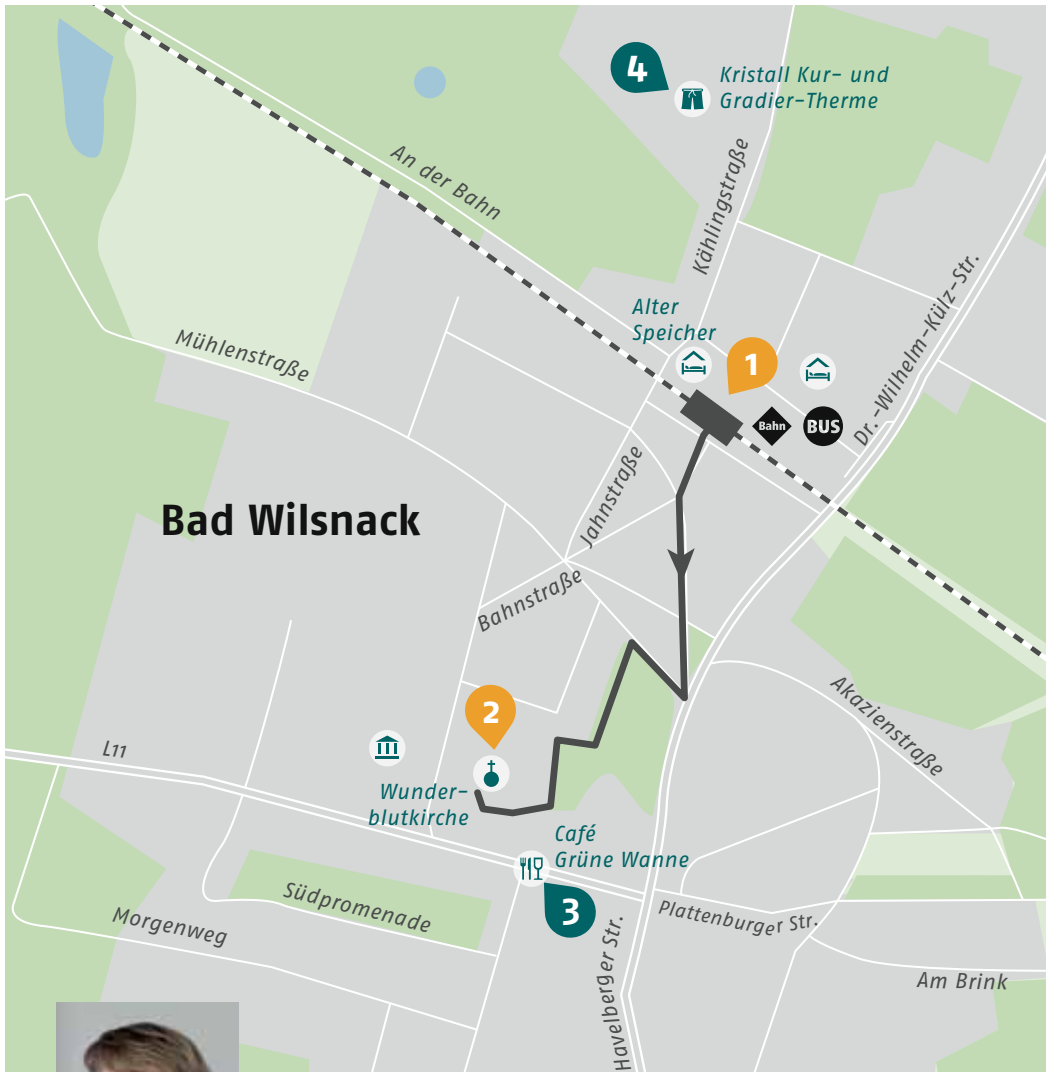 4
Kristall Kur- und
Gradier-Therme
An der Bahn
Kählingstraße
Alter
Speicher
1
Dr.-Wilhelm-Külz-Str.
Mühlenstraße
Bahn
BUS
Jahnstraße
Bad Wilsnack
Bahnstraße
2
Akazienstraße
L11
Wunder-
blutkirche
Café
Grüne Wanne
3
Südpromenade
Plattenburger Str.
Morgenweg
Havelberger Str.
Am Brink